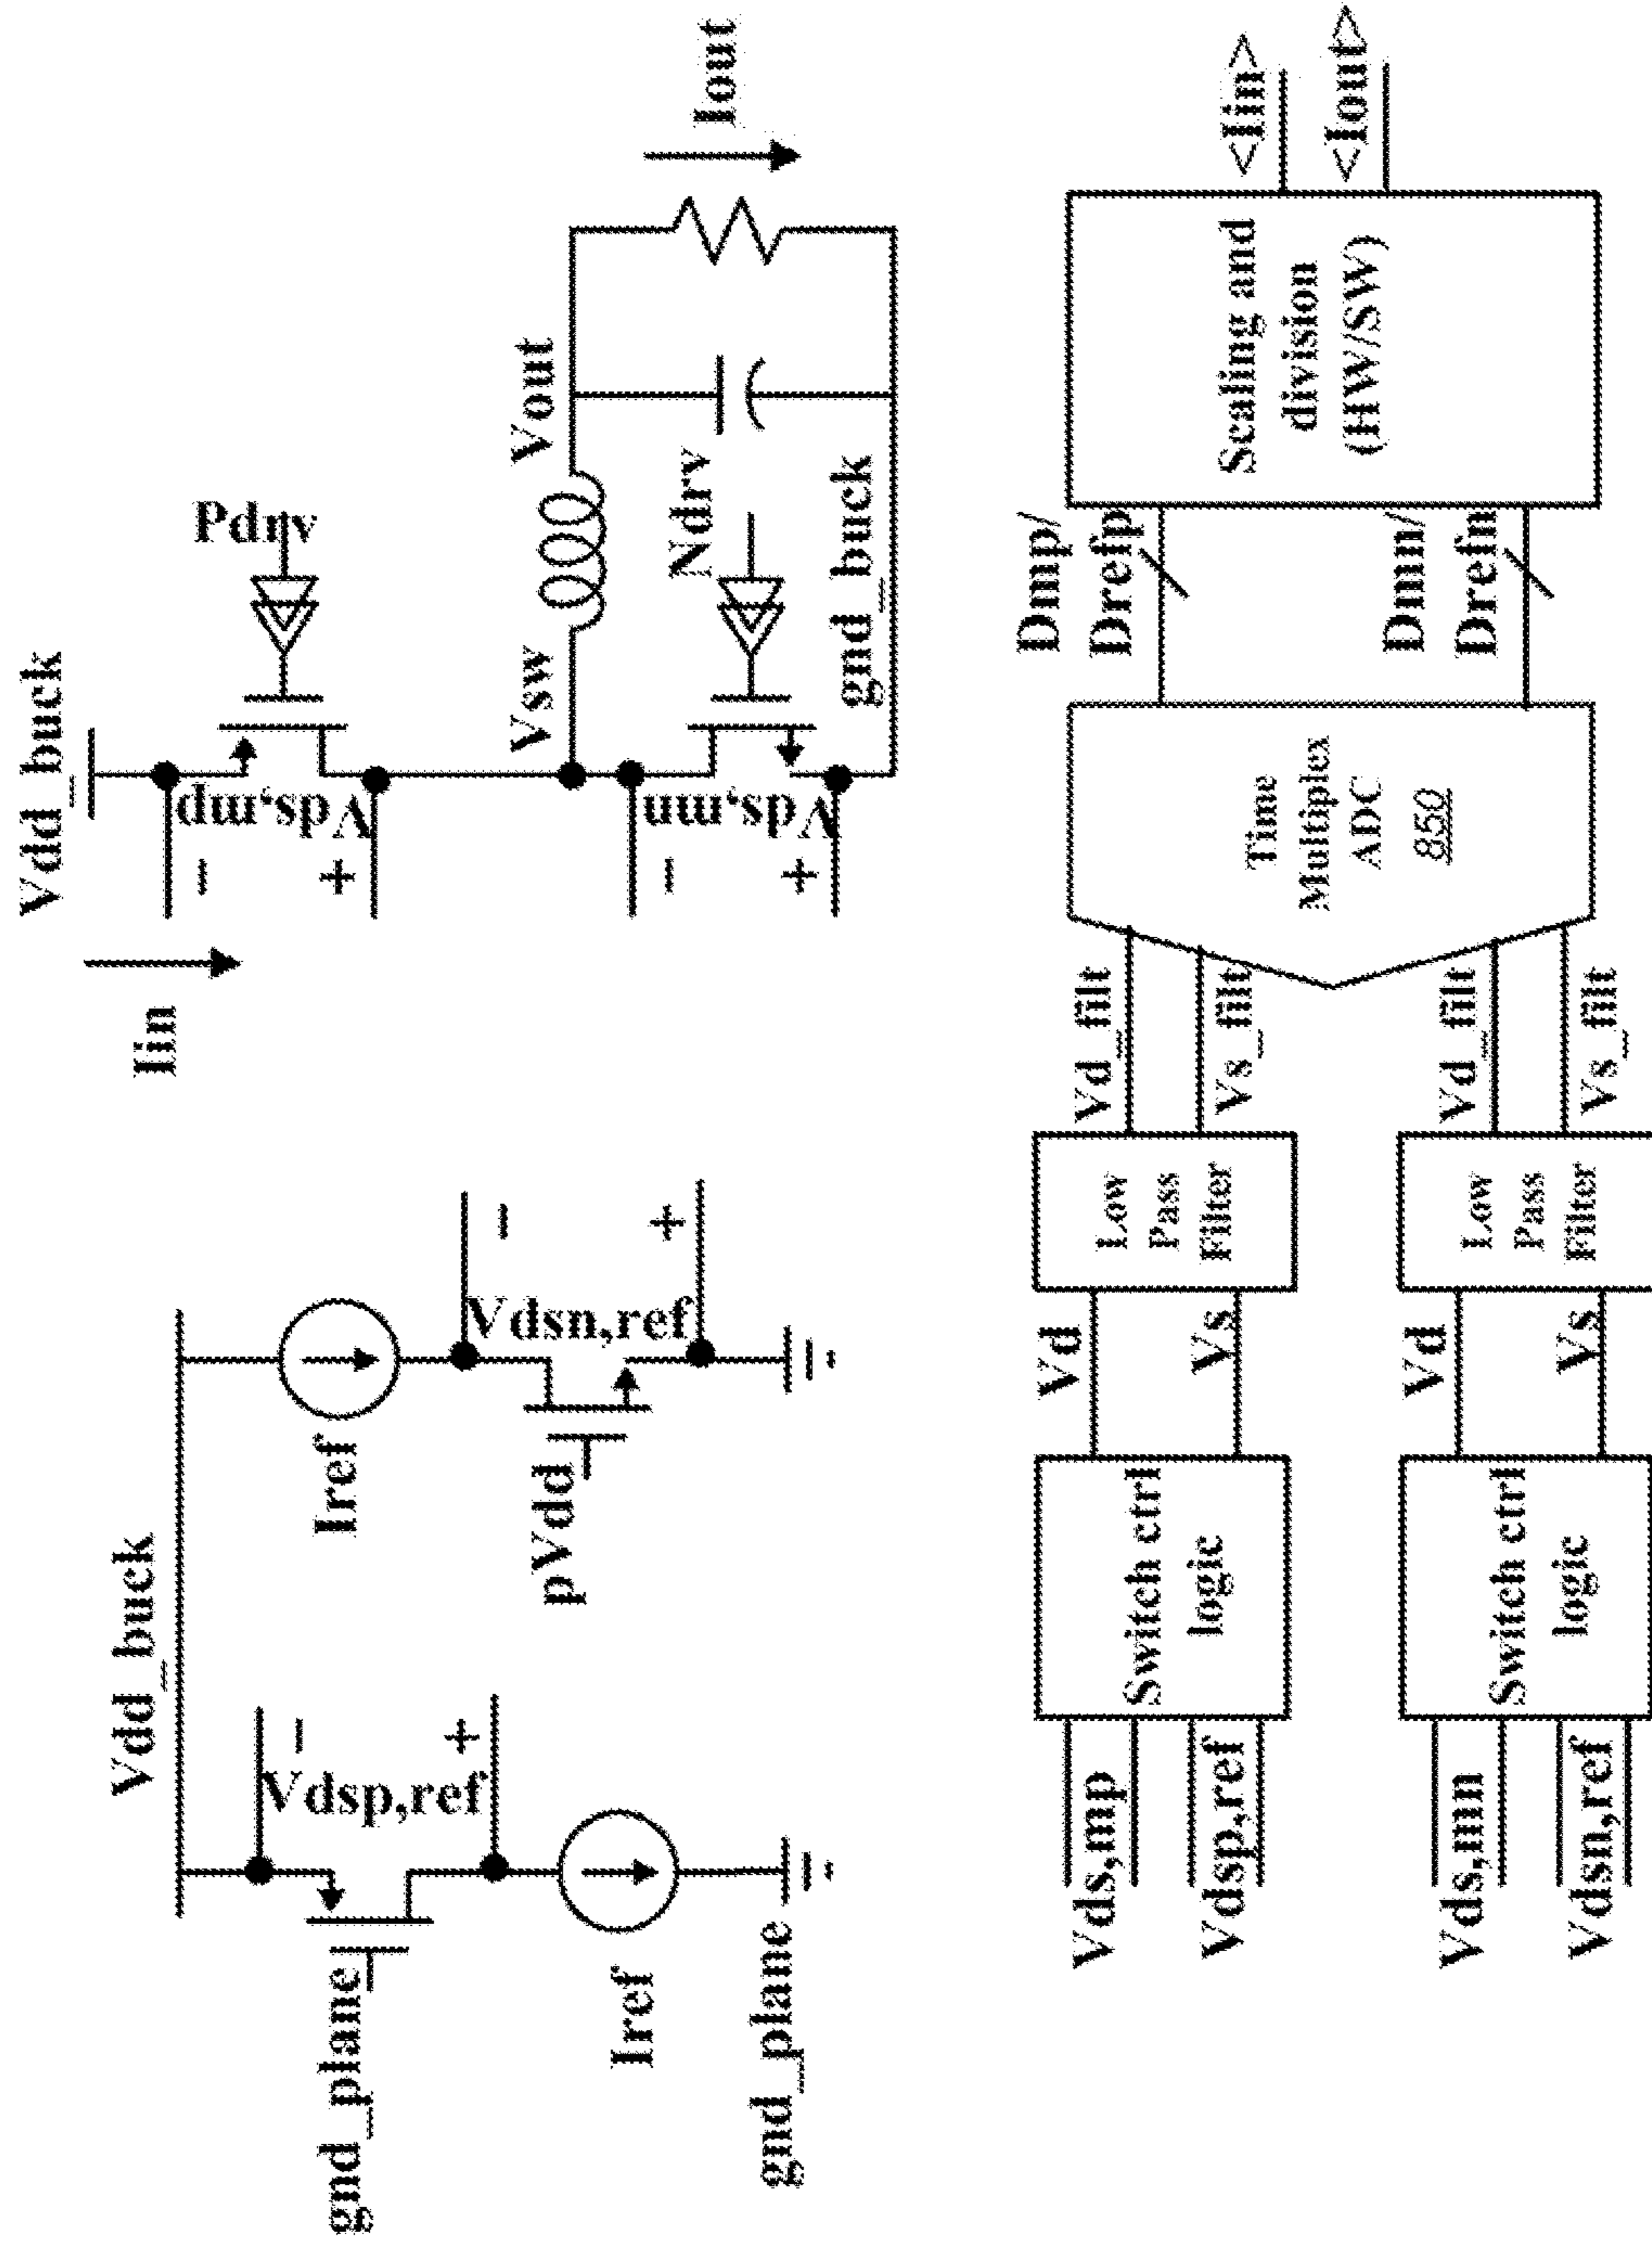 Vdd_buck
gnd_plane
Vdsp,ref
-
+
Iref
gnd_plane
Iref
pVdd
Vdsn,ref
-
+
Iin
Vdd_buck
-
Vds,mp
+
Pdrv
-
Vds,mn
+
Vsw
Vout
Ndrv
gnd_buck
Iout
Vds,mp
Vdsp,ref
Switch ctrl
logic
Vd
Vs
Low
Pass
Filter
Vd_filt
Vs_filt
Vds,mn
Vdsn,ref
Switch ctrl
logic
Vd
Vs
Low
Pass
Filter
Vd_filt
Vs_filt
Time
Multiplex
ADC
850
Dmp/
Drefp
Dmn/
Drefn
Scaling and
division
(HW/SW)
<Iin>
<Iout>